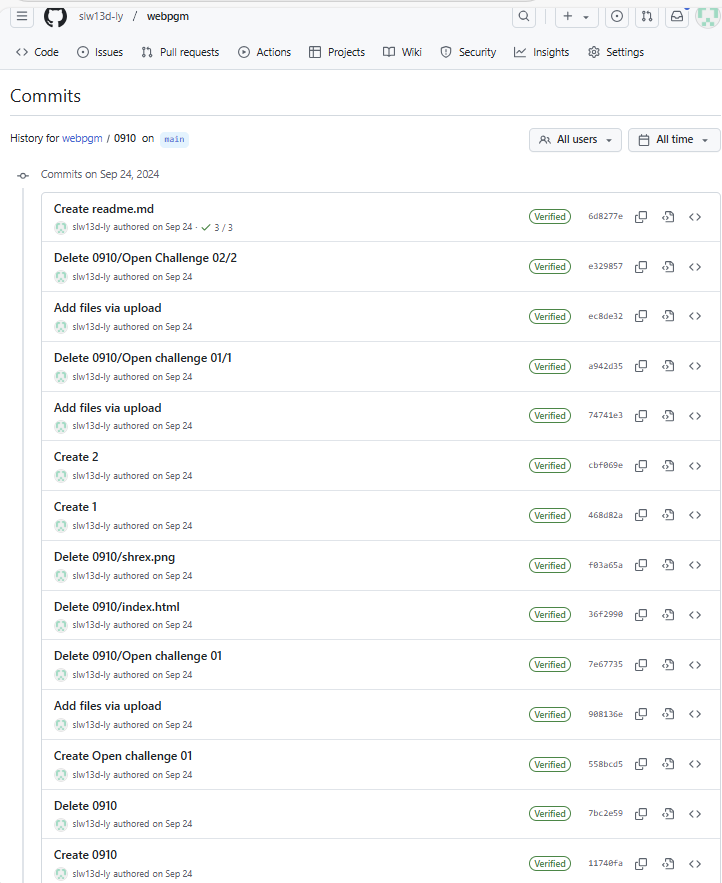 slw13d-ly / webpgm
Code Issues Pull requests Actions Projects Wiki Security Insights Settings
Commits
History for webpgm / 0910 on main
All users All time
Commits on Sep 24, 2024
Create readme.md
slw13d-ly authored on Sep 24 · 3 / 3
Verified 6d8277e
Delete 0910/Open Challenge 02/2
slw13d-ly authored on Sep 24
Verified e329857
Add files via upload
slw13d-ly authored on Sep 24
Verified ec8de32
Delete 0910/Open challenge 01/1
slw13d-ly authored on Sep 24
Verified a942d35
Add files via upload
slw13d-ly authored on Sep 24
Verified 74741e3
Create 2
slw13d-ly authored on Sep 24
Verified cbf069e
Create 1
slw13d-ly authored on Sep 24
Verified 468d82a
Delete 0910/shrex.png
slw13d-ly authored on Sep 24
Verified f03a65a
Delete 0910/index.html
slw13d-ly authored on Sep 24
Verified 36f2990
Delete 0910/Open challenge 01
slw13d-ly authored on Sep 24
Verified 7e67735
Add files via upload
slw13d-ly authored on Sep 24
Verified 908136e
Create Open challenge 01
slw13d-ly authored on Sep 24
Verified 558bcd5
Delete 0910
slw13d-ly authored on Sep 24
Verified 7bc2e59
Create 0910
slw13d-ly authored on Sep 24
Verified 11740fa